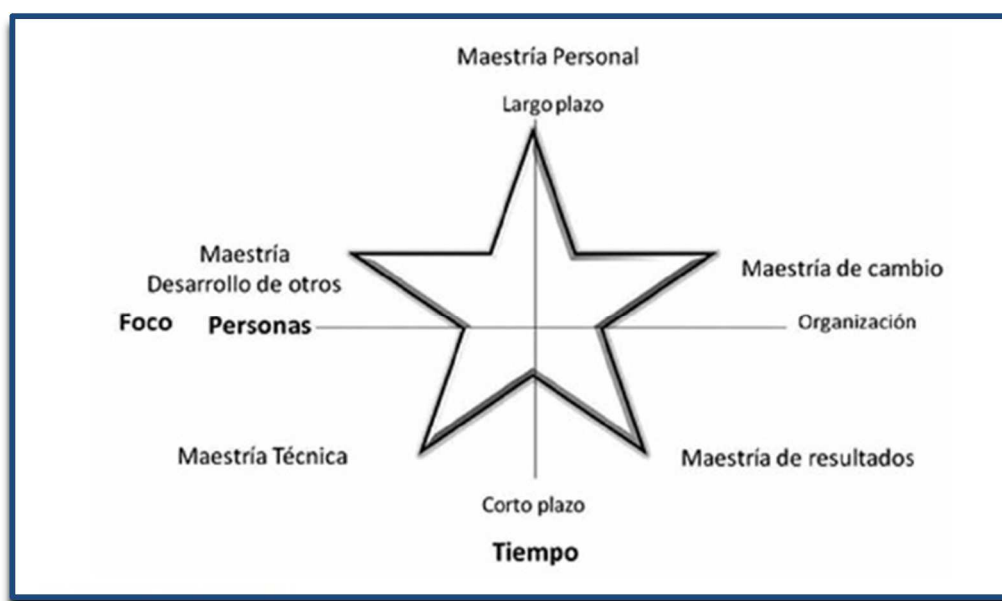 Maestría Personal
Largo plazo
Maestría
Desarrollo de otros
Maestría de cambio
Foco Personas
Organización
Maestría Técnica
Maestría de resultados
Corto plazo
Tiempo